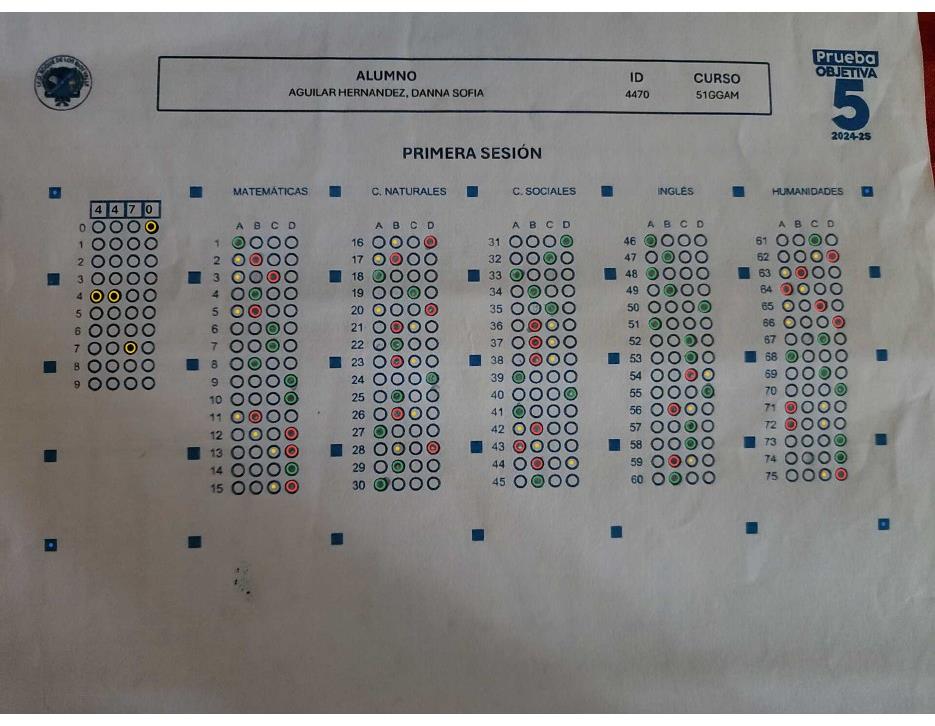 Prueba
OBJETIVA
5
2024-25
ALUMNO ID CURSO
AGUILAR HERNANDEZ, DANNA SOFIA 4470 51GGAM
PRIMERA SESIÓN
MATEMÁTICAS C. NATURALES C. SOCIALES INGLÉS HUMANIDADES
4 4 7 0
A B C D A B C D A B C D A B C D A B C D
0
1 1 16 31 46 61
2 2 17 32 47 62
3 3 18 33 48 63
4 4 19 34 49 64
5 5 20 35 50 65
6 6 21 36 51 66
7 7 22 37 52 67
8 8 23 38 53 68
9 9 24 39 54 69
10 25 40 55 70
11 26 41 56 71
12 27 42 57 72
13 28 43 58 73
14 29 44 59 74
15 30 45 60 75